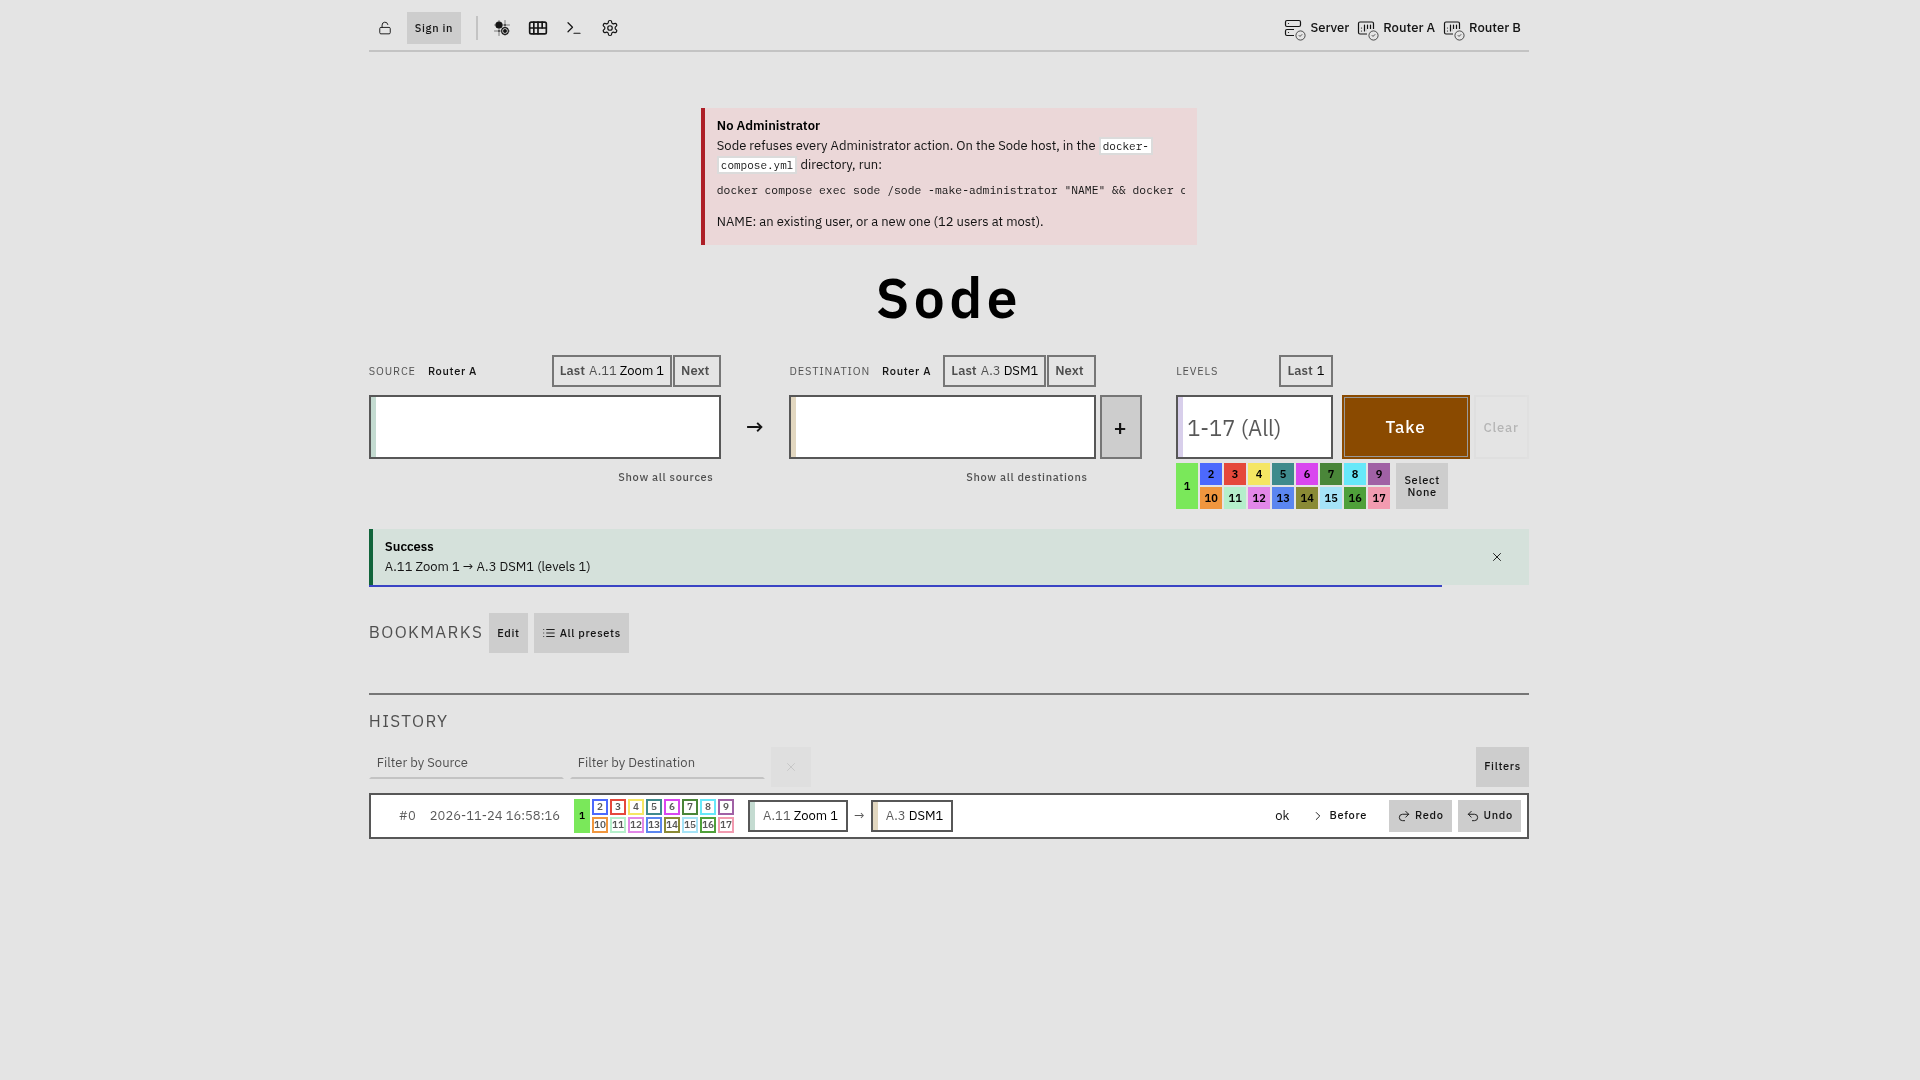 Sign in
Server
Router A
Router B
No Administrator
Sode refuses every Administrator action. On the Sode host, in the docker-
compose.yml directory, run:
docker compose exec sode /sode -make-administrator "NAME" && docker c
NAME: an existing user, or a new one (12 users at most).
Sode
SOURCE Router A
Last A.11 Zoom 1
Next
DESTINATION Router A
Last A.3 DSM1
Next
LEVELS
Last 1
→
+
1-17 (All)
Take
Clear
Show all sources
Show all destinations
1 2 3 4 5 6 7 8 9
10 11 12 13 14 15 16 17
Select
None
Success
A.11 Zoom 1 → A.3 DSM1 (levels 1)
BOOKMARKS
Edit
All presets
HISTORY
Filter by Source
Filter by Destination
Filters
#0 2026-11-24 16:58:16
1 2 3 4 5 6 7 8 9
10 11 12 13 14 15 16 17
A.11 Zoom 1 → A.3 DSM1
ok
Before
Redo
Undo